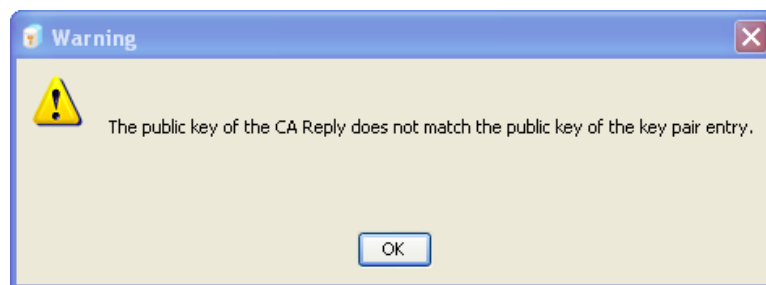 Warning
The public key of the CA Reply does not match the public key of the key pair entry.
OK